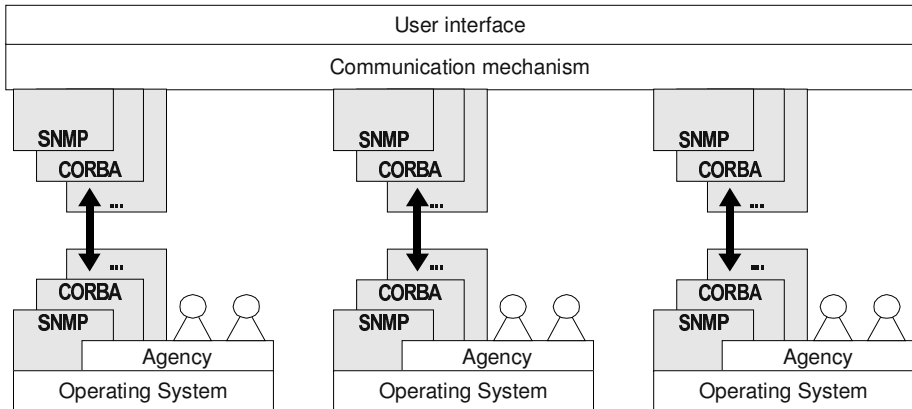 User interface
Communication mechanism
SNMP SNMP SNMP
CORBA CORBA CORBA
... ... ...
... ... ...
CORBA CORBA CORBA
SNMP SNMP SNMP
Agency Agency Agency
Operating System Operating System Operating System